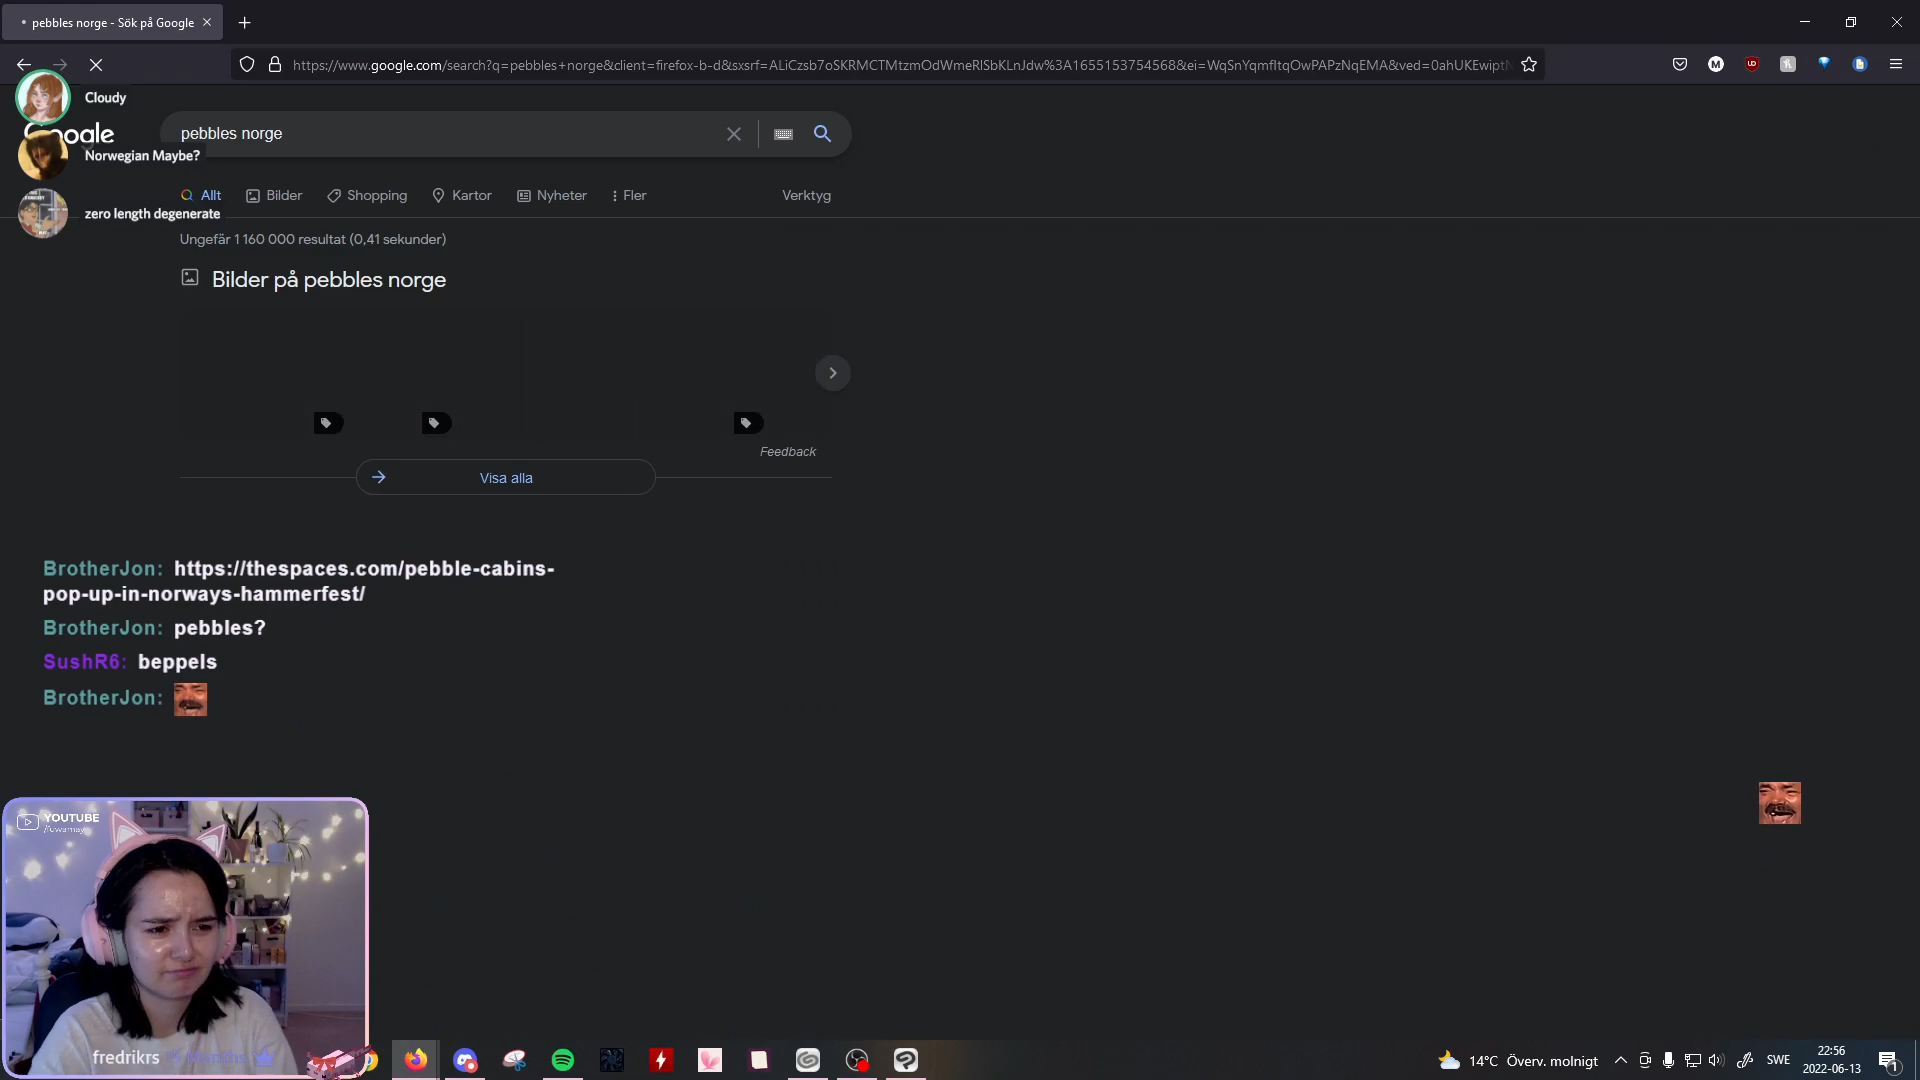 pebbles norge - Sök på Google
https://www.google.com/search?q=pebbles+norge&client=firefox-b-d&sxsrf=ALiCzsb7oSKRMCTMtzmOdWmeRlSbKLnJdw%3A1655153754568&ei=WqSnYqmfItqOwPAPzNqEMA&ved=0ahUKEwipt
Cloudy
Google
pebbles norge
Norwegian Maybe?
Allt
Bilder
Shopping
Kartor
Nyheter
Fler
Verktyg
zero length degenerate
Ungefär 1 160 000 resultat (0,41 sekunder)
Bilder på pebbles norge
Feedback
Visa alla
BrotherJon: https://thespaces.com/pebble-cabins-
pop-up-in-norways-hammerfest/
BrotherJon: pebbles?
SushR6: beppels
BrotherJon:
YOUTUBE
/uwamsy
fredrikrs
14°C Överv. molnigt
SWE
22:56
2022-06-13
1